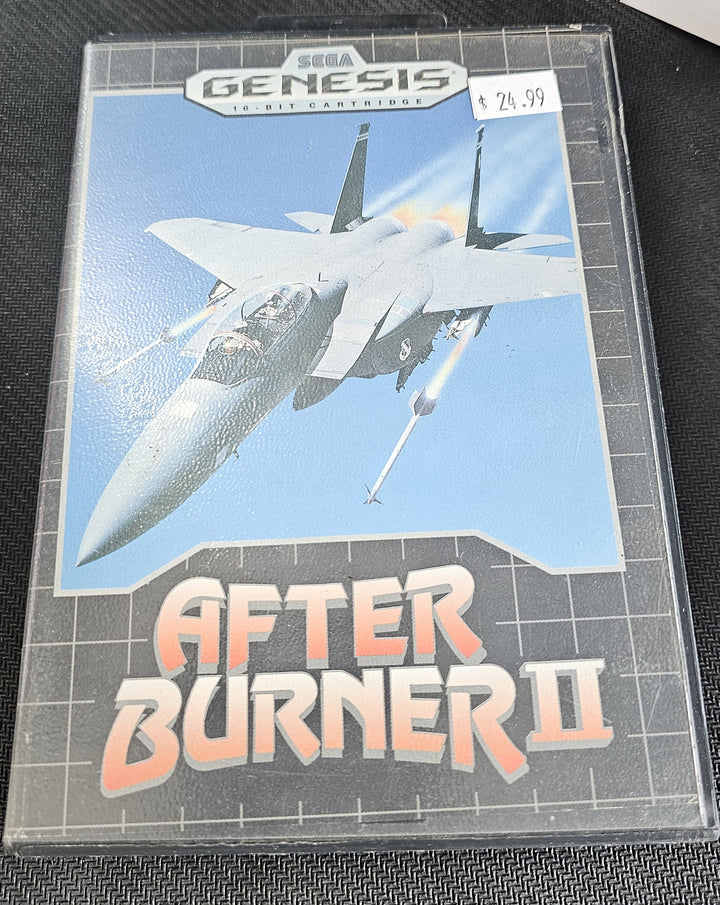 SEGA
GENESIS
16-BIT CARTRIDGE
$ 24.99
AFTER
BURNER II